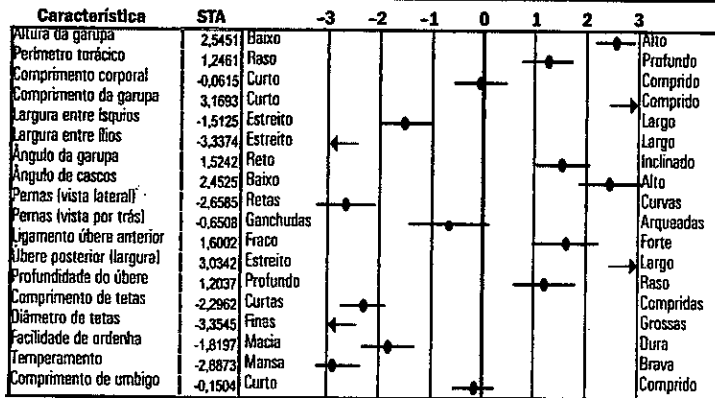 Característica STA -3 -2 -1 0 1 2 3
Altura da garupa 2,5451 Baixo Alto
Perímetro torácico 1,2461 Raso Profundo
Comprimento corporal -0,0615 Curto Comprido
Comprimento da garupa 3,1693 Curto Comprido
Largura entre ísquios -1,5125 Estreito Largo
Largura entre ílios -3,3374 Estreito Largo
Ângulo da garupa 1,5242 Reto Inclinado
Ângulo de cascos 2,4525 Baixo Alto
Pernas (vista lateral) -2,6585 Retas Curvas
Pernas (vista por trás) -0,6508 Ganchudas Arqueadas
Ligamento úbere anterior 1,6002 Fraco Forte
Úbere posterior (largura) 3,0342 Estreito Largo
Profundidade do úbere 1,2037 Profundo Raso
Comprimento de tetas -2,2962 Curtas Compridas
Diâmetro de tetas -3,3545 Finas Grossas
Facilidade de ordenha -1,8197 Macia Dura
Temperamento -2,8873 Mansa Brava
Comprimento de umbigo -0,1504 Curto Comprido